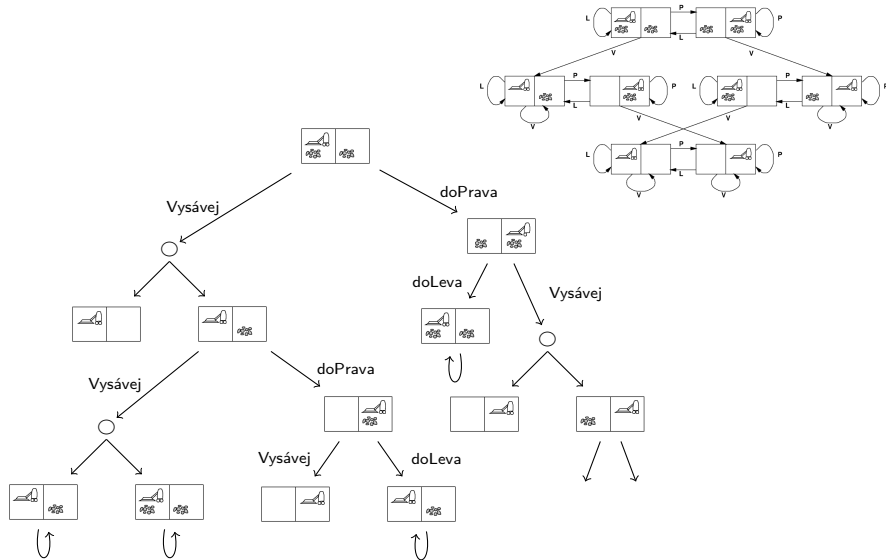 P
L P
L
V V
P P
L P L P
L L
V V V V
P
L P
L
V V
Vysávej doPrava
doLeva Vysávej
Vysávej doPrava
Vysávej doLeva